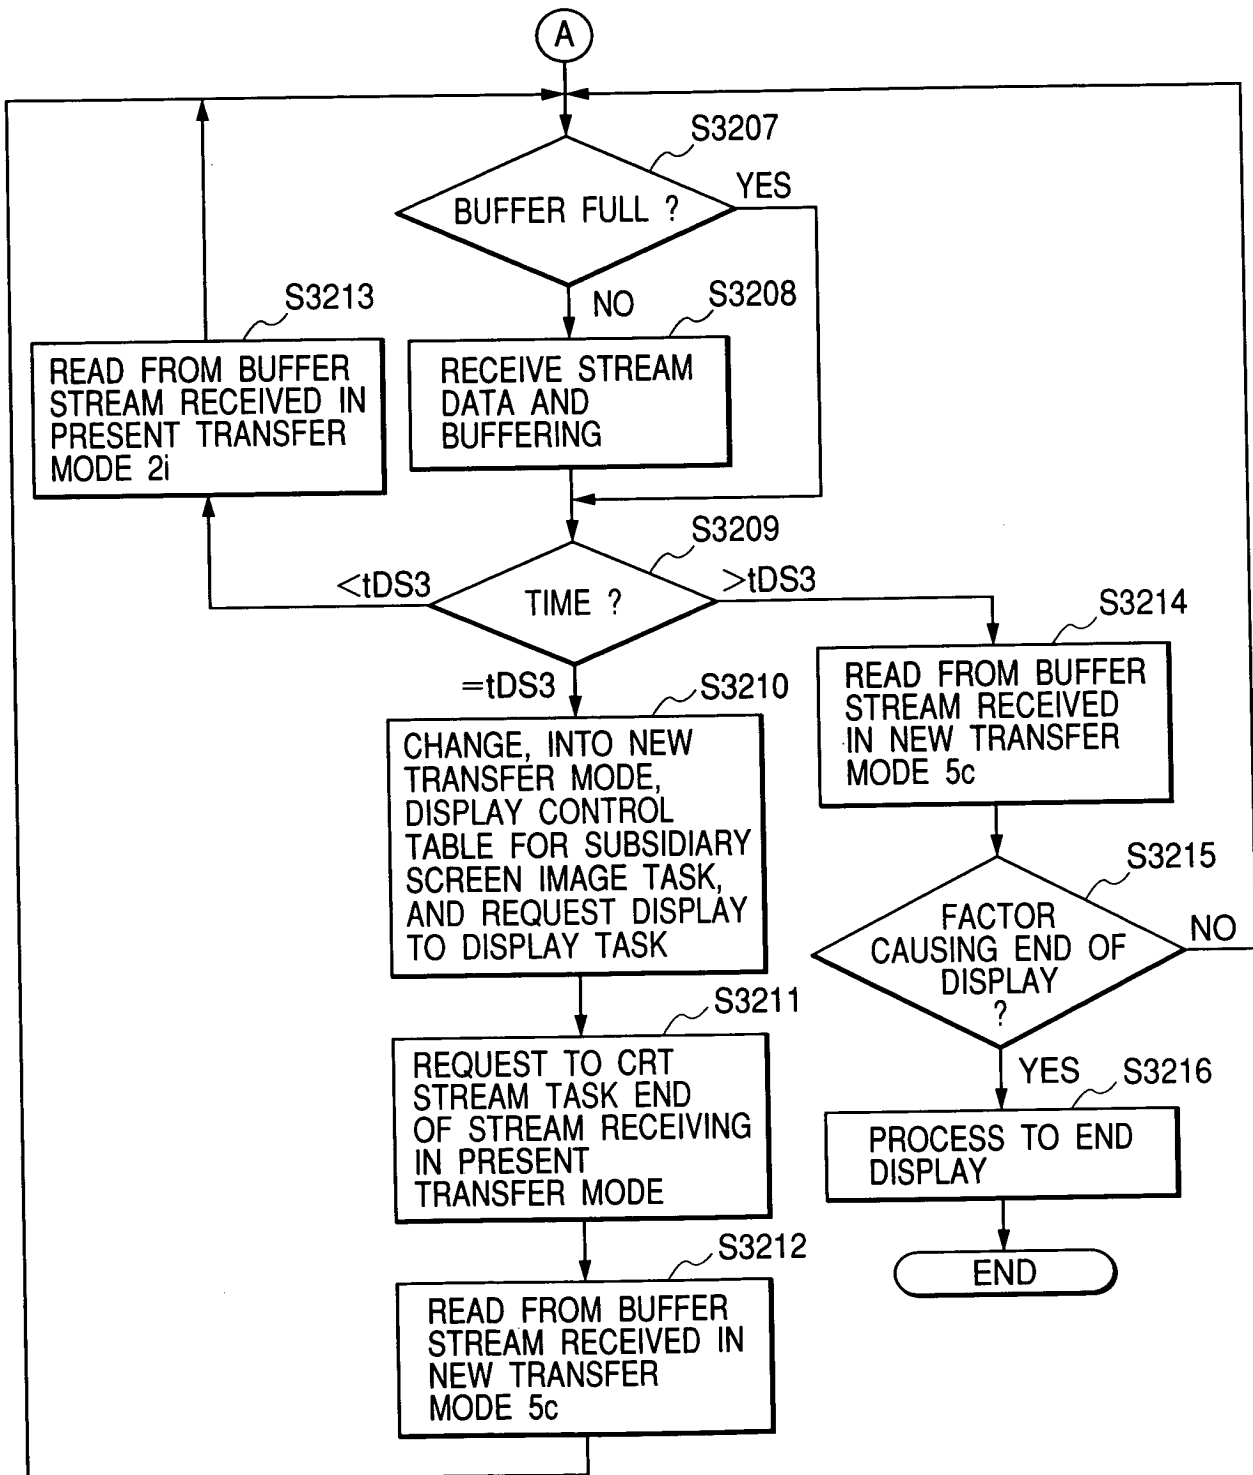 A
S3207
BUFFER FULL ?
YES
NO
S3208
RECEIVE STREAM
DATA AND
BUFFERING
S3213
READ FROM BUFFER
STREAM RECEIVED IN
PRESENT TRANSFER
MODE 2i
S3209
TIME ?
<tDS3
>tDS3
=tDS3
S3210
CHANGE, INTO NEW
TRANSFER MODE,
DISPLAY CONTROL
TABLE FOR SUBSIDIARY
SCREEN IMAGE TASK,
AND REQUEST DISPLAY
TO DISPLAY TASK
S3211
REQUEST TO CRT
STREAM TASK END
OF STREAM RECEIVING
IN PRESENT
TRANSFER MODE
S3212
READ FROM BUFFER
STREAM RECEIVED IN
NEW TRANSFER
MODE 5c
S3214
READ FROM BUFFER
STREAM RECEIVED
IN NEW TRANSFER
MODE 5c
S3215
FACTOR
CAUSING END OF
DISPLAY
?
NO
YES
S3216
PROCESS TO END
DISPLAY
END